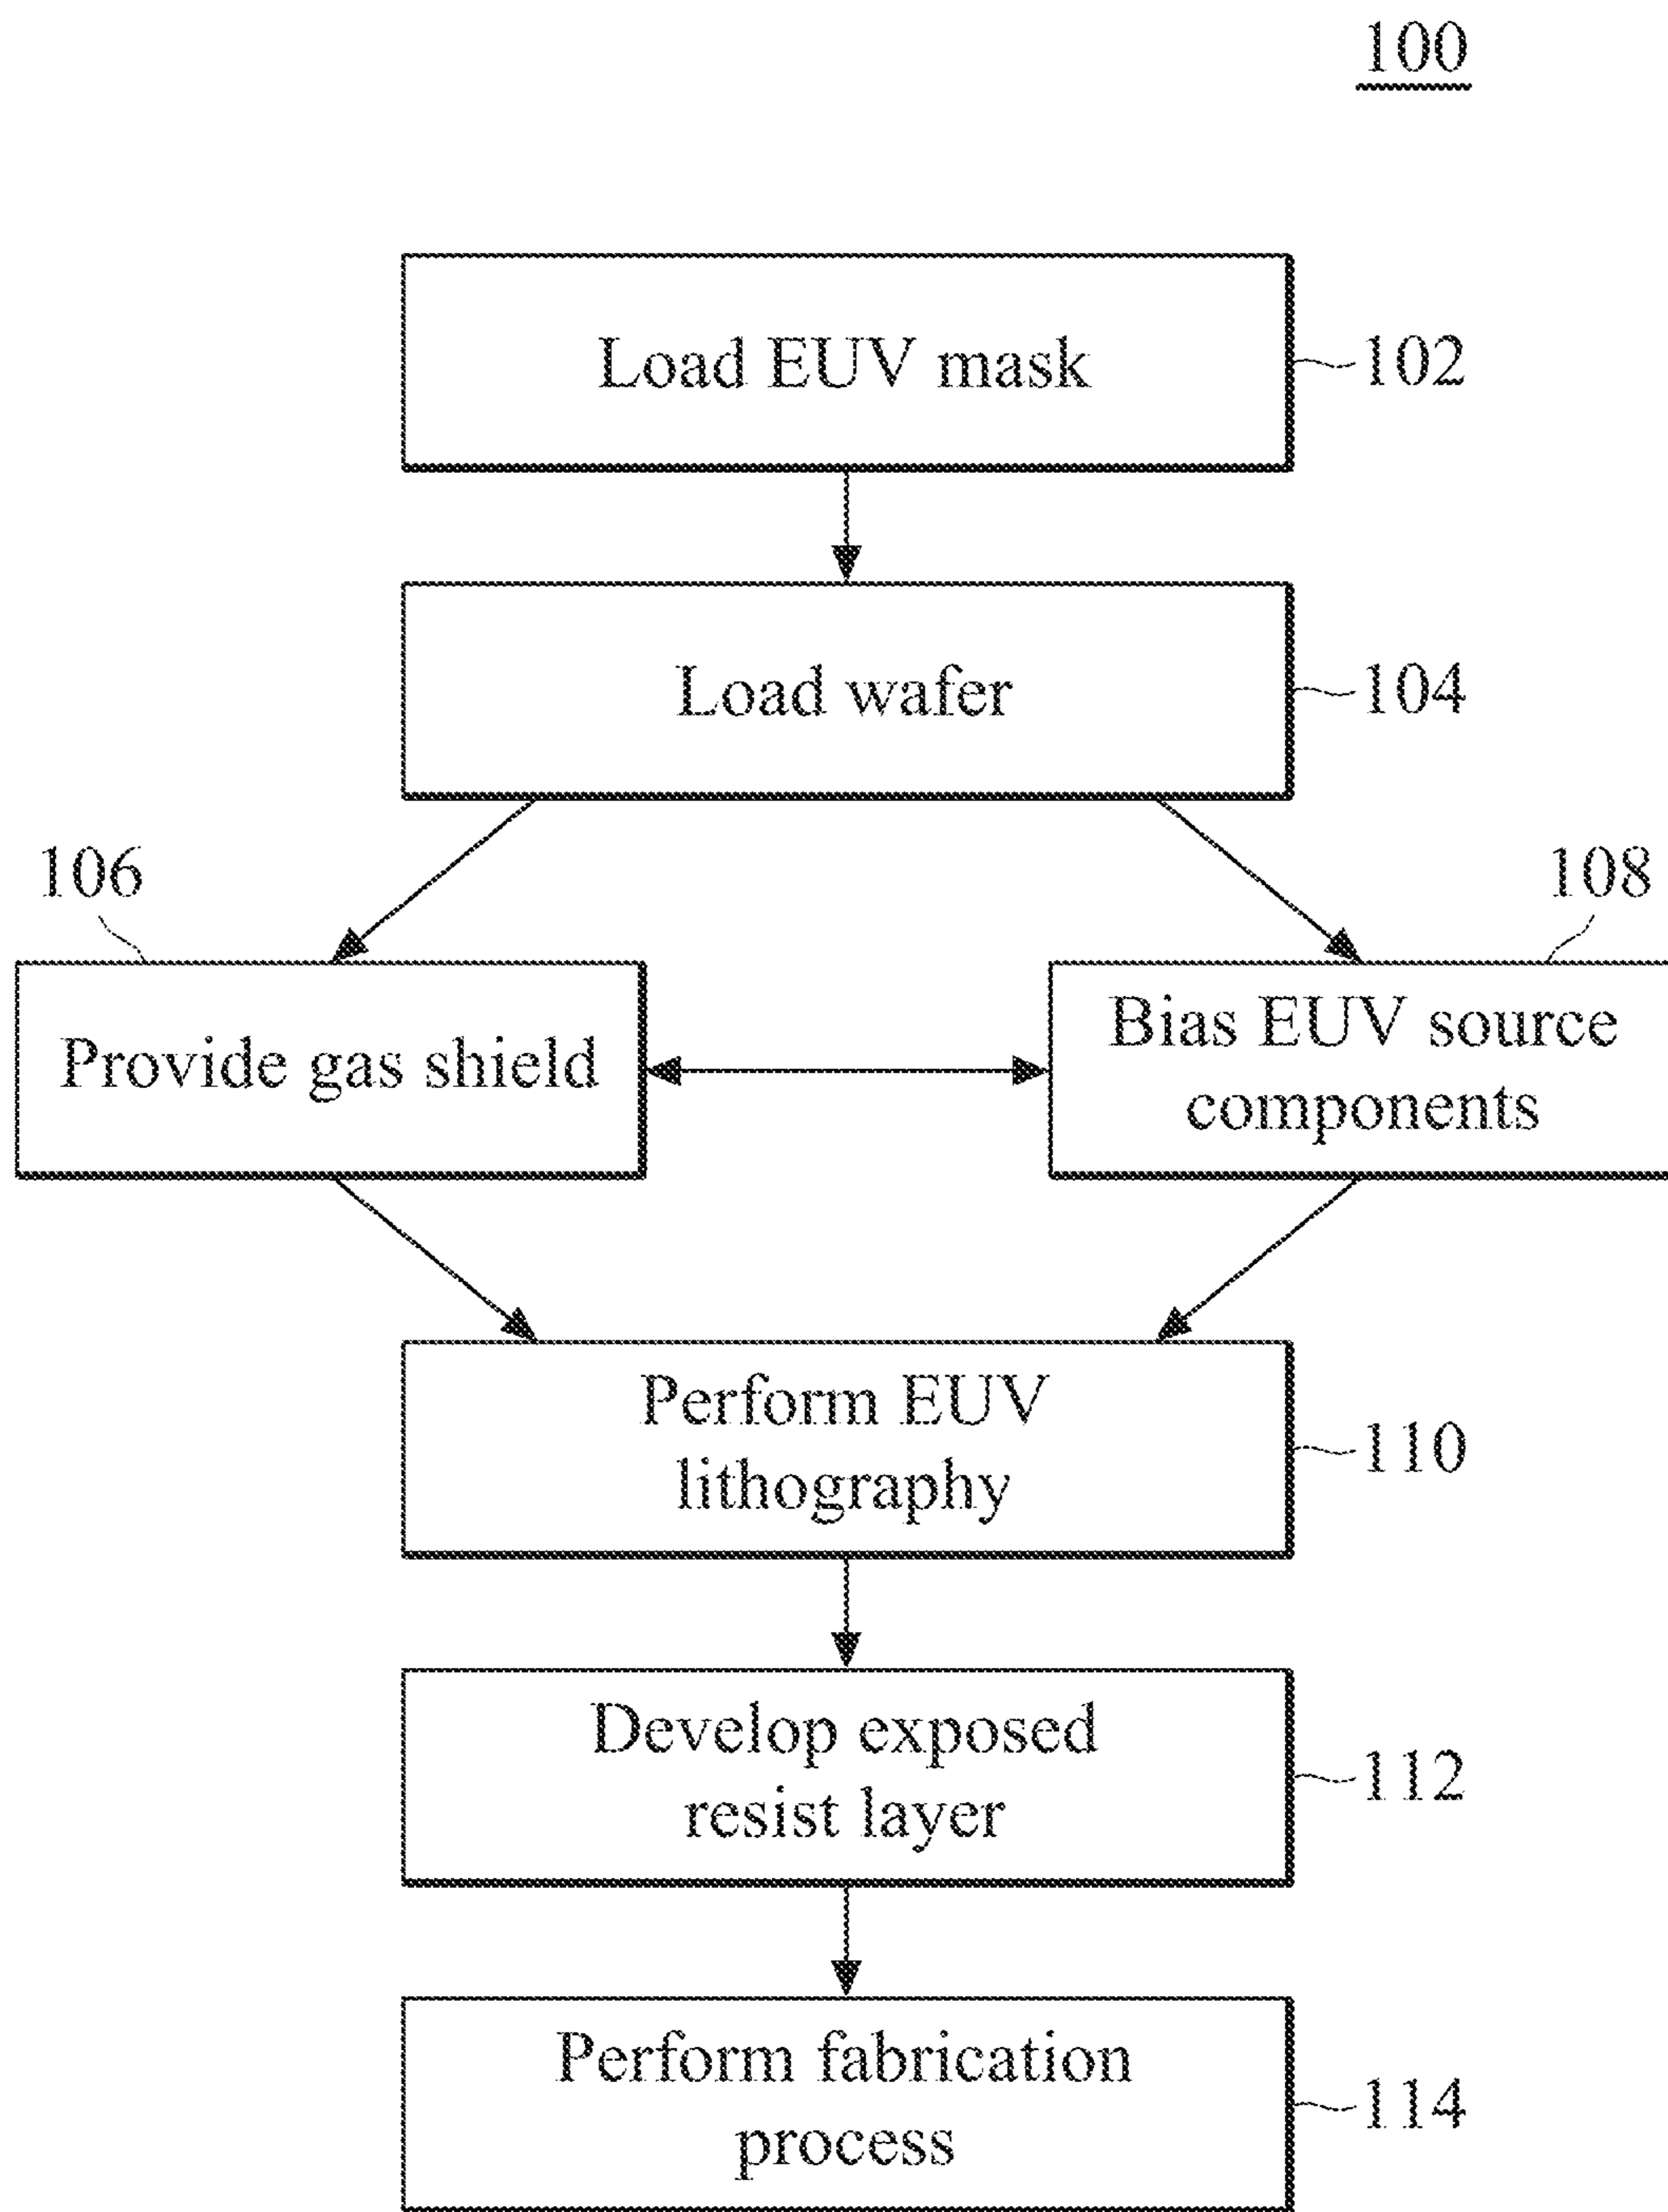 100
Load EUV mask
102
Load wafer
104
106
108
Provide gas shield
Bias EUV source
components
Perform EUV
lithography
110
Develop exposed
resist layer
112
Perform fabrication
process
114